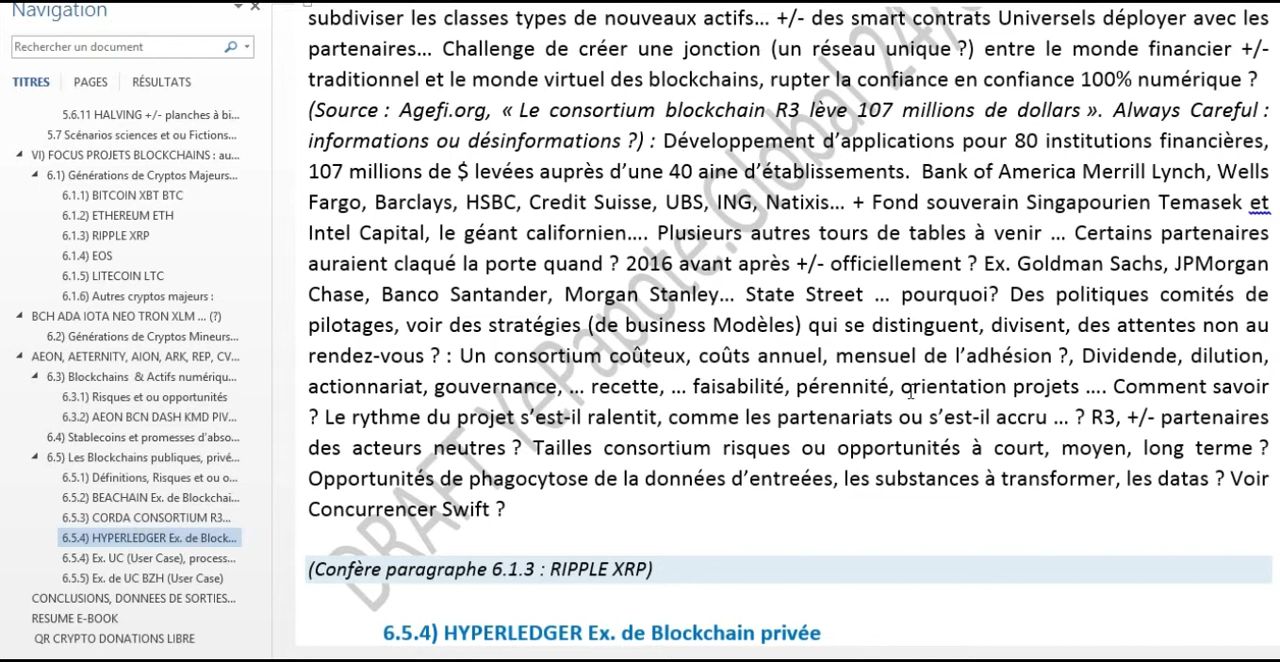 Navigation
Rechercher un document
TITRES PAGES RÉSULTATS
5.6.11 HALVING +/- planches à bi...
5.7 Scénarios sciences et ou Fictions...
VI) FOCUS PROJETS BLOCKCHAINS : au...
6.1) Générations de Cryptos Majeurs...
6.1.1) BITCOIN XBT BTC
6.1.2) ETHEREUM ETH
6.1.3) RIPPLE XRP
6.1.4) EOS
6.1.5) LITECOIN LTC
6.1.6) Autres cryptos majeurs :
BCH ADA IOTA NEO TRON XLM ... (?)
6.2) Générations de Cryptos Mineurs...
AEON, AETERNITY, AION, ARK, REP, CV...
6.3) Blockchains & Actifs numériqu...
6.3.1) Risques et ou opportunités
6.3.2) AEON BCN DASH KMD PIV...
6.4) Stablecoins et promesses d'abso...
6.5) Les Blockchains publiques, privé...
6.5.1) Définitions, Risques et ou o...
6.5.2) BEACHAIN Ex. de Blockchai...
6.5.3) CORDA CONSORTIUM R3...
6.5.4) HYPERLEDGER Ex. de Block...
6.5.4) Ex. UC (User Case), process...
6.5.5) Ex. de UC BZH (User Case)
CONCLUSIONS, DONNEES DE SORTIES...
RESUME E-BOOK
QR CRYPTO DONATIONS LIBRE
subdiviser les classes types de nouveaux actifs... +/- des smart contrats Universels déployer avec les
partenaires... Challenge de créer une jonction (un réseau unique ?) entre le monde financier +/-
traditionnel et le monde virtuel des blockchains, rupter la confiance en confiance 100% numérique ?
(Source : Agefi.org, « Le consortium blockchain R3 lève 107 millions de dollars ». Always Careful :
informations ou désinformations ?) : Développement d'applications pour 80 institutions financières,
107 millions de $ levées auprès d'une 40 aine d'établissements. Bank of America Merrill Lynch, Wells
Fargo, Barclays, HSBC, Credit Suisse, UBS, ING, Natixis... + Fond souverain Singapourien Temasek et
Intel Capital, le géant californien.... Plusieurs autres tours de tables à venir ... Certains partenaires
auraient claqué la porte quand ? 2016 avant après +/- officiellement ? Ex. Goldman Sachs, JPMorgan
Chase, Banco Santander, Morgan Stanley... State Street ... pourquoi? Des politiques comités de
pilotages, voir des stratégies (de business Modèles) qui se distinguent, divisent, des attentes non au
rendez-vous ? : Un consortium coûteux, coûts annuel, mensuel de l'adhésion ?, Dividende, dilution,
actionnariat, gouvernance, ... recette, ... faisabilité, pérennité, orientation projets .... Comment savoir
? Le rythme du projet s'est-il ralentit, comme les partenariats ou s'est-il accru ... ? R3, +/- partenaires
des acteurs neutres ? Tailles consortium risques ou opportunités à court, moyen, long terme ?
Opportunités de phagocytose de la données d'entreées, les substances à transformer, les datas ? Voir
Concurrencer Swift ?
(Confère paragraphe 6.1.3 : RIPPLE XRP)
6.5.4) HYPERLEDGER Ex. de Blockchain privée
DRAFT YePapote.Global 24/